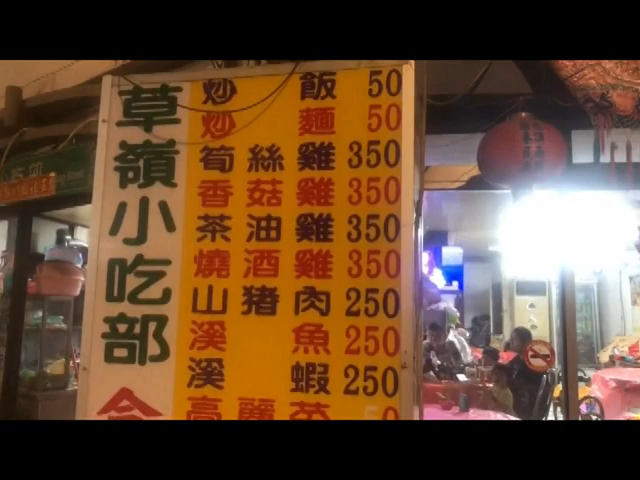 草嶺小吃部
炒飯 50
炒麵 50
筍絲雞 350
香菇雞 350
茶油雞 350
燒酒雞 350
山猪肉 250
溪魚 250
溪蝦 250
高麗菜 0